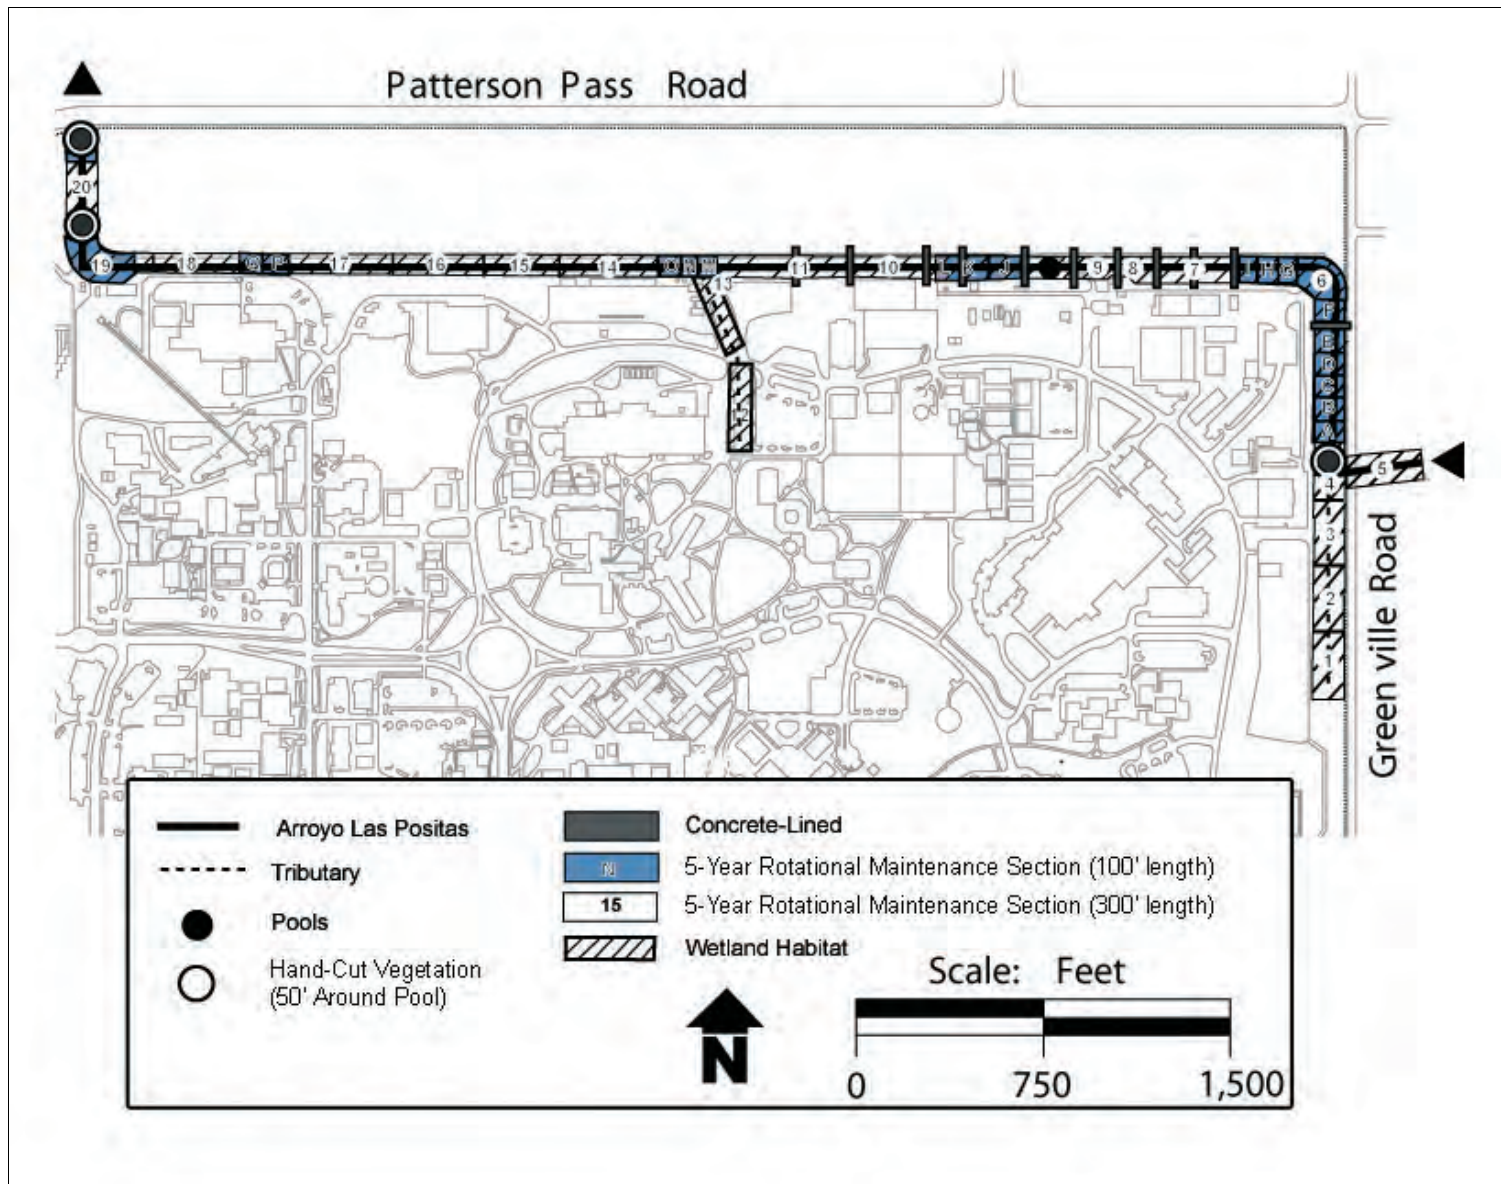 Patterson Pass Road
20
19
18
Q P
17
16
15
14
O N M
13
11
10
L K J
9
8
7
I H G
6
F
E
D
C
B
A
12
5
4
3
2
1
Green ville Road
Arroyo Las Positas
Tributary
Pools
Hand-Cut Vegetation
(50' Around Pool)
Concrete-Lined
N 5-Year Rotational Maintenance Section (100' length)
15 5-Year Rotational Maintenance Section (300' length)
Wetland Habitat
N
Scale: Feet
0 750 1,500